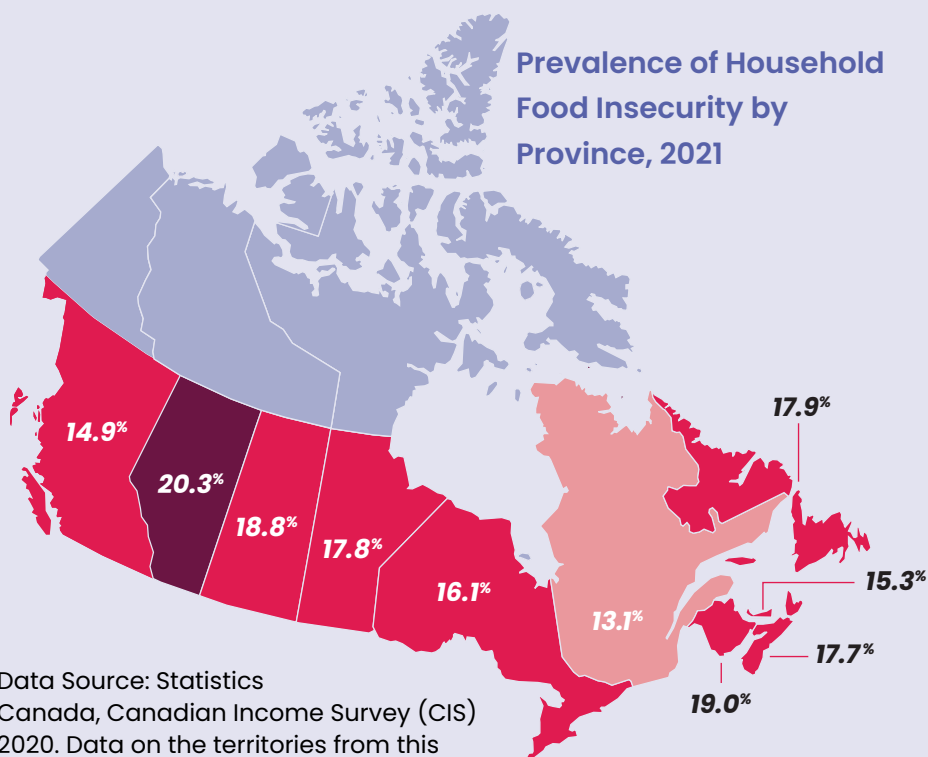 Prevalence of Household
Food Insecurity by
Province, 2021
17.9%
14.9%
20.3%
18.8%
17.8%
16.1%
13.1%
15.3%
17.7%
19.0%
Data Source: Statistics
Canada, Canadian Income Survey (CIS)
2020. Data on the territories from this